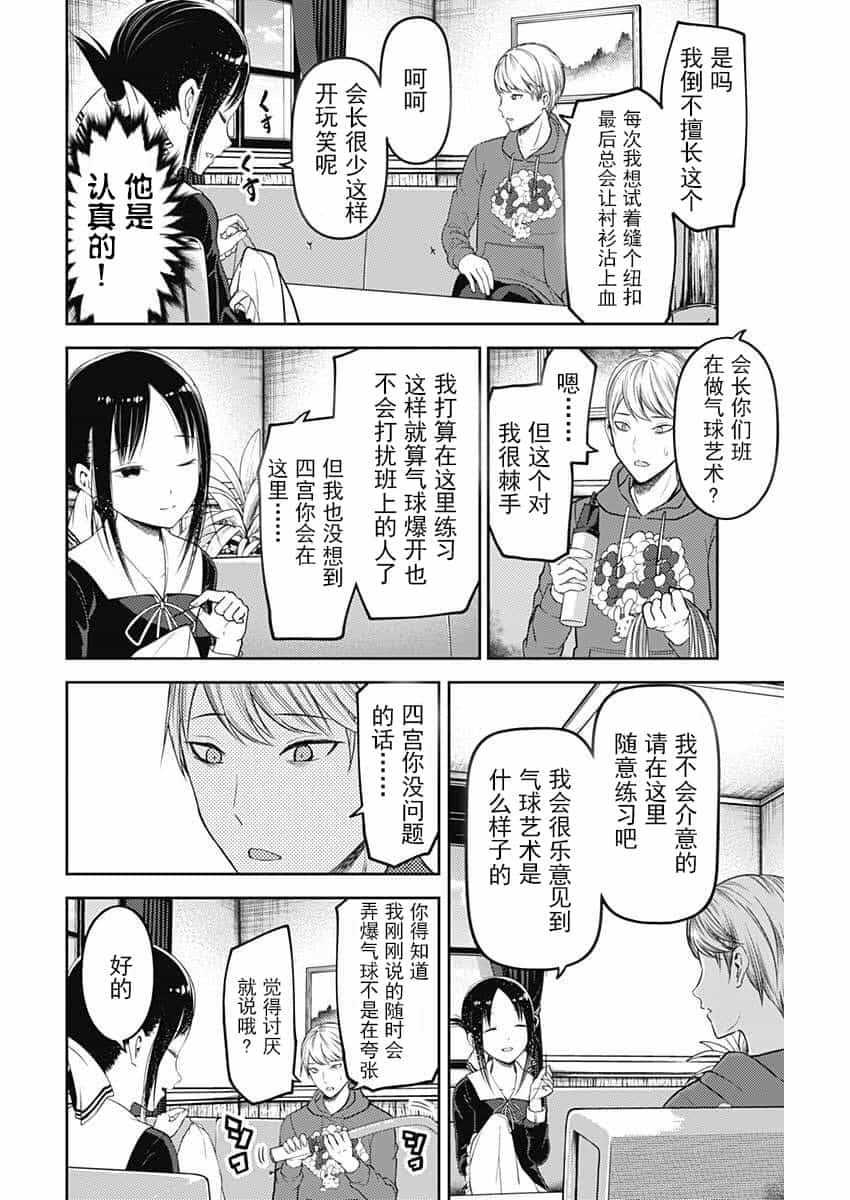 是吗
我倒不擅长这个
每次我想试着缝个纽扣
最后总会让衬衫沾上血
呵呵
会长很少这样
开玩笑呢
くす
くす
他是
认真的！
会长你们班
在做气球艺术？
嗯……
但这个对
我很棘手
我打算在这里练习
这样就算气球爆开也
不会打扰班上的人了
但我也没想到
四宫你会在
这里……
我不会介意的
请在这里
随意练习吧
我会很乐意见到
气球艺术是
什么样子的
四宫你没问题
的话……
你得知道
我刚刚说的随时会
弄爆气球不是在夸张
觉得讨厌
就说哦？
好的